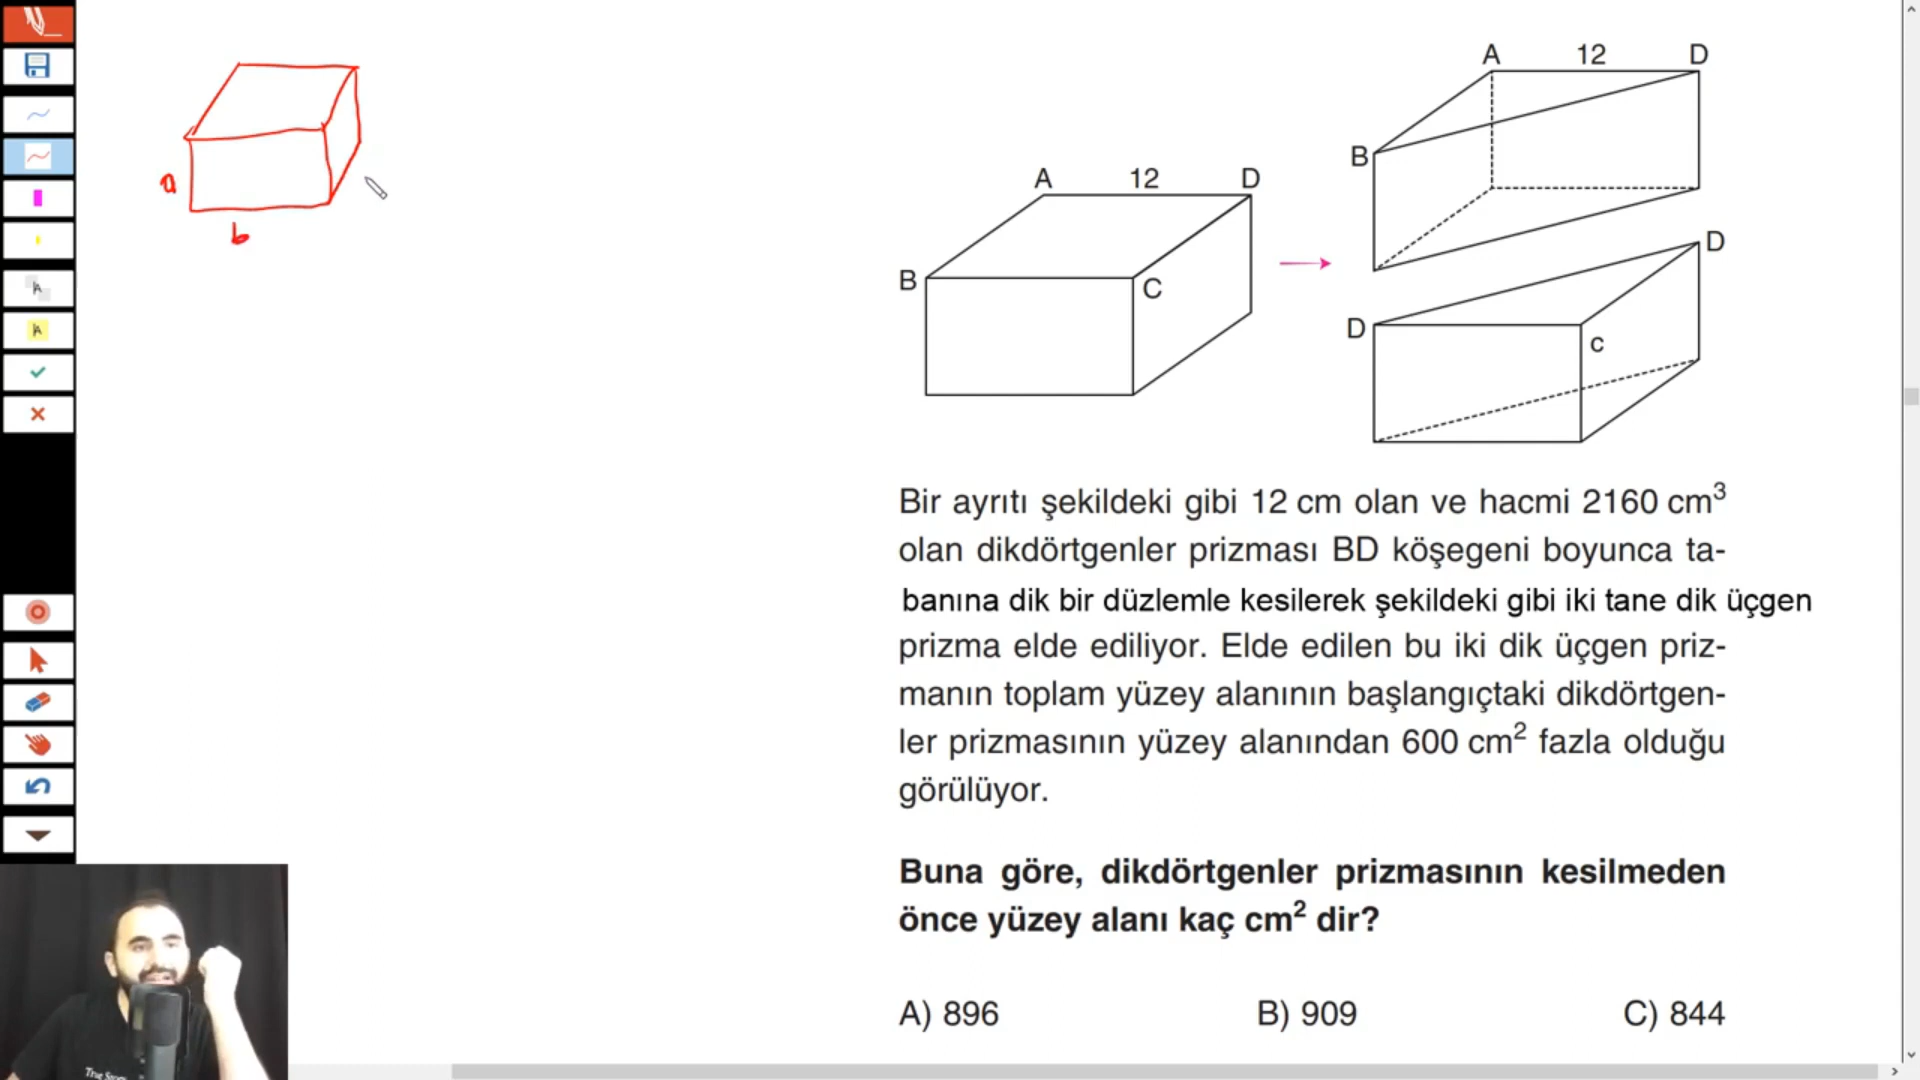 a
b
A 12 D
B
C
A 12 D
B
D
D
c
Bir ayrıtı şekildeki gibi 12 cm olan ve hacmi 2160 cm³
olan dikdörtgenler prizması BD köşegeni boyunca ta-
banına dik bir düzlemle kesilerek şekildeki gibi iki tane dik üçgen
prizma elde ediliyor. Elde edilen bu iki dik üçgen priz-
manın toplam yüzey alanının başlangıçtaki dikdörtgen-
ler prizmasının yüzey alanından 600 cm² fazla olduğu
görülüyor.
Buna göre, dikdörtgenler prizmasının kesilmeden
önce yüzey alanı kaç cm² dir?
A) 896 B) 909 C) 844